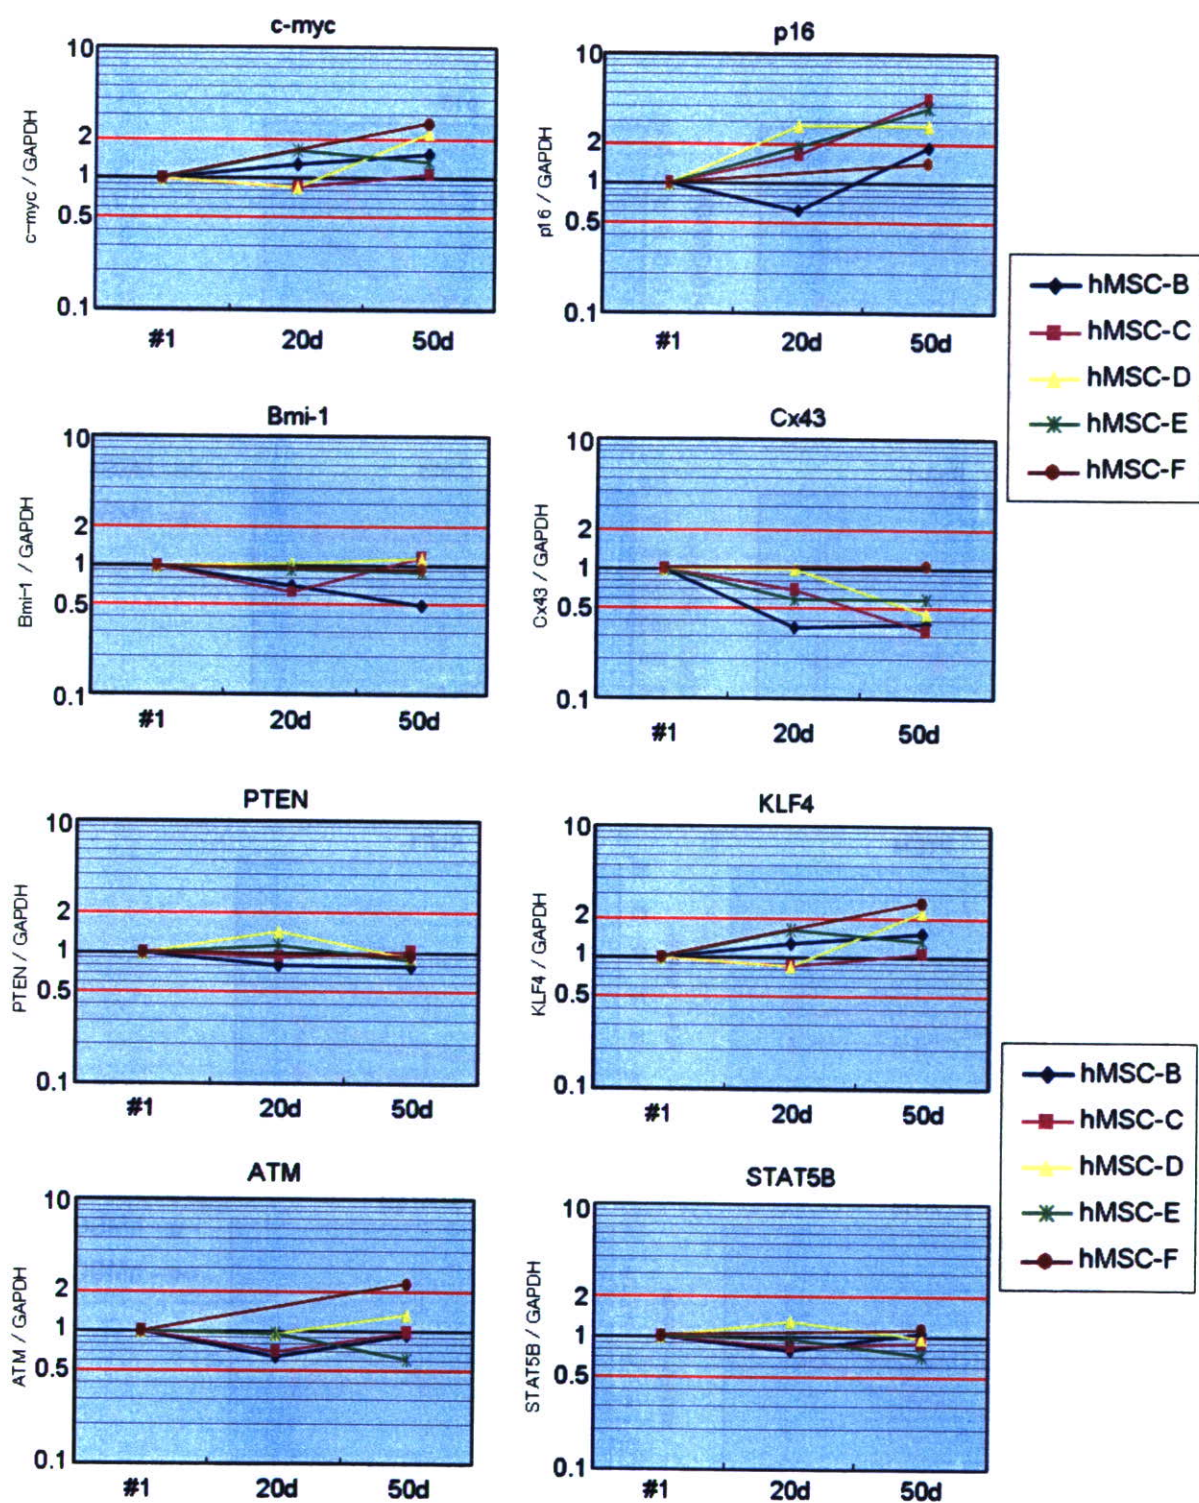 c-myc
10
2
1
0.5
0.1
c-myc / GAPDH
#1 20d 50d
p16
10
2
1
0.5
0.1
p16 / GAPDH
#1 20d 50d
hMSC-B
hMSC-C
hMSC-D
hMSC-E
hMSC-F
Bmi-1
10
2
1
0.5
0.1
Bmi-1 / GAPDH
#1 20d 50d
Cx43
10
2
1
0.5
0.1
Cx43 / GAPDH
#1 20d 50d
PTEN
10
2
1
0.5
0.1
PTEN / GAPDH
#1 20d 50d
KLF4
10
2
1
0.5
0.1
KLF4 / GAPDH
#1 20d 50d
hMSC-B
hMSC-C
hMSC-D
hMSC-E
hMSC-F
ATM
10
2
1
0.5
0.1
ATM / GAPDH
#1 20d 50d
STAT5B
10
2
1
0.5
0.1
STAT5B / GAPDH
#1 20d 50d